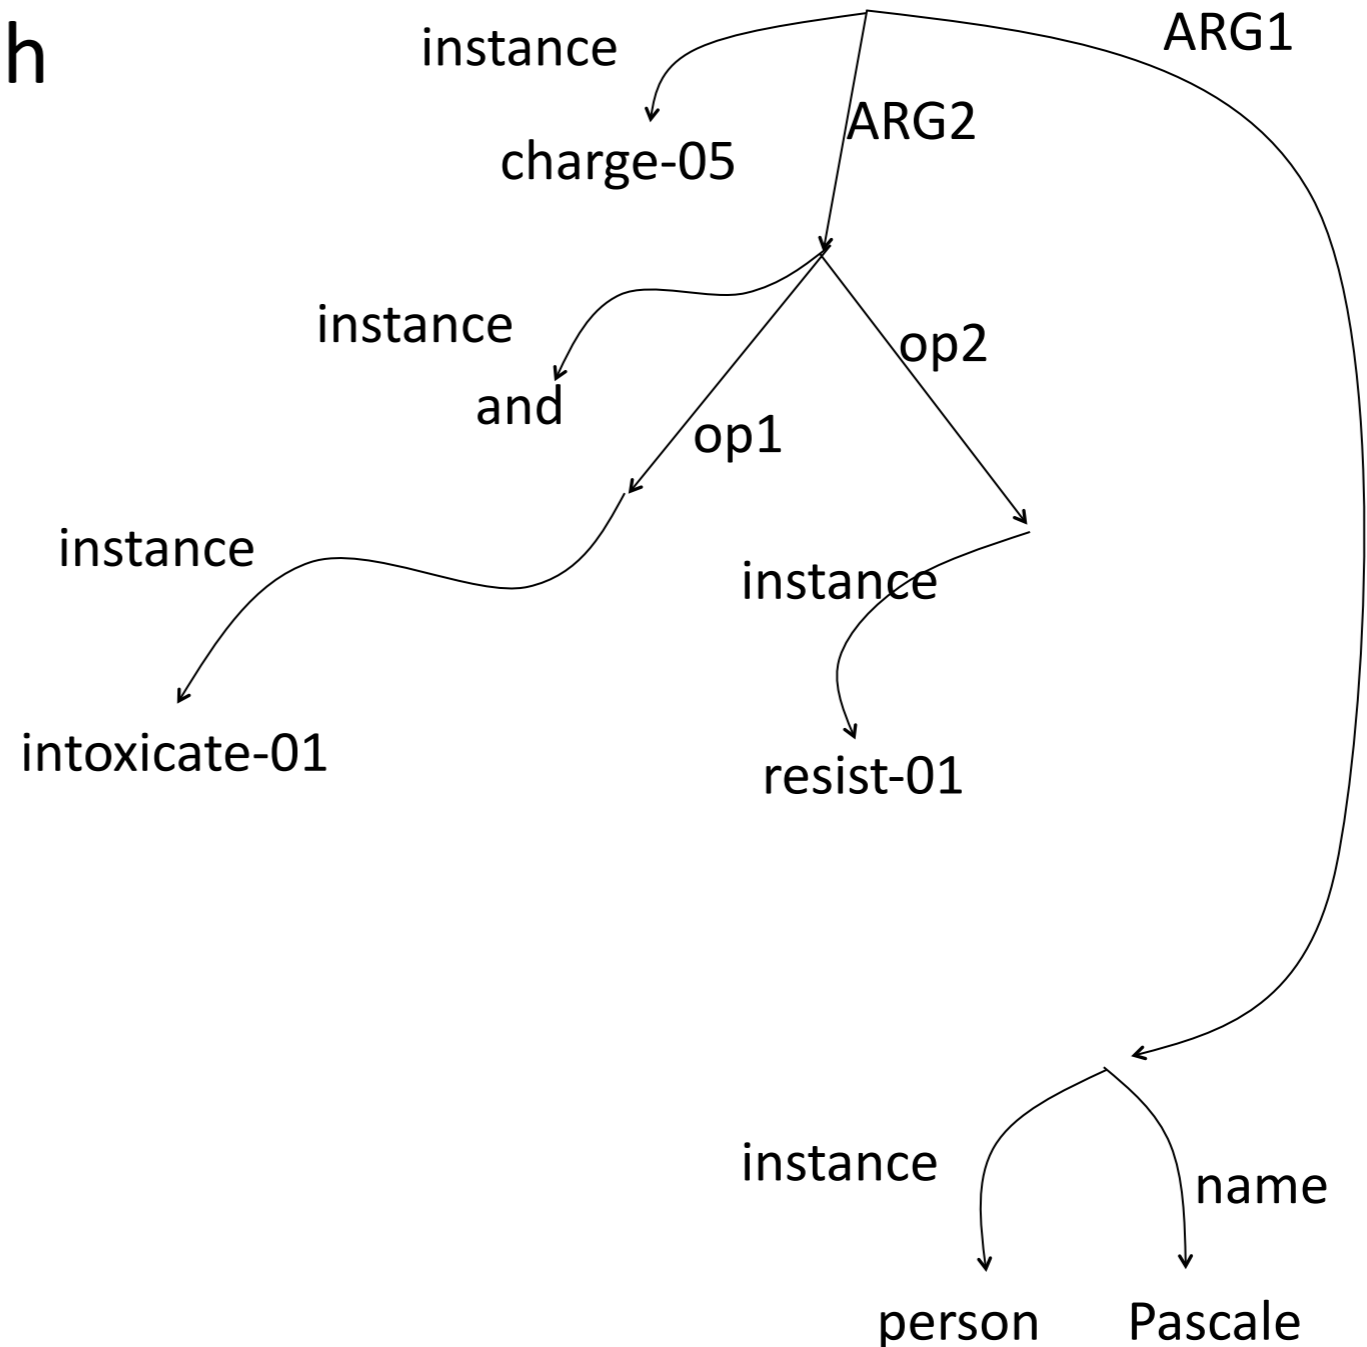 h
instance
ARG1
ARG2
charge-05
instance
op2
and
op1
instance
instance
intoxicate-01
resist-01
instance
name
person
Pascale